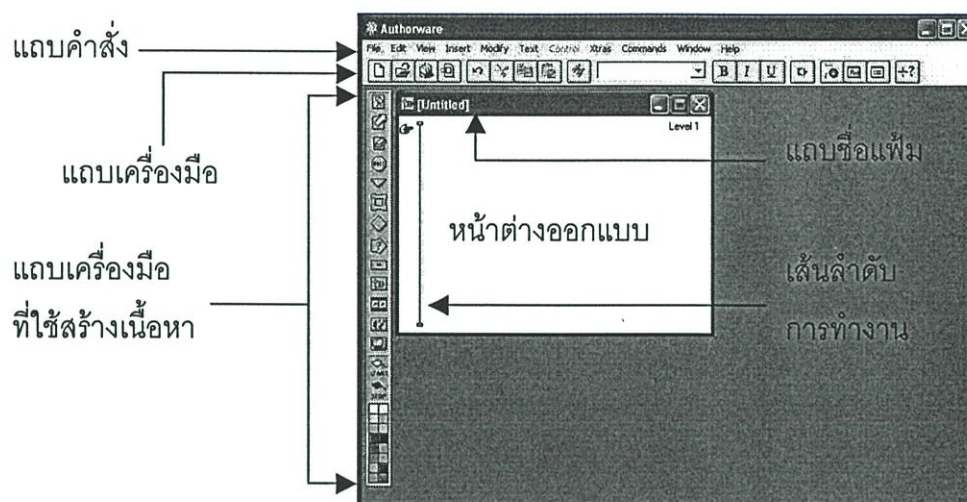 Authorware
แถบคำสั่ง
File Edit View Insert Modify Text Control Xtras Commands Window Help
B I U
[Untitled]
Level 1
แถบเครื่องมือ
แถบชื่อแฟ้ม
หน้าต่างออกแบบ
แถบเครื่องมือ
ที่ใช้สร้างเนื้อหา
เส้นลำดับ
การทำงาน